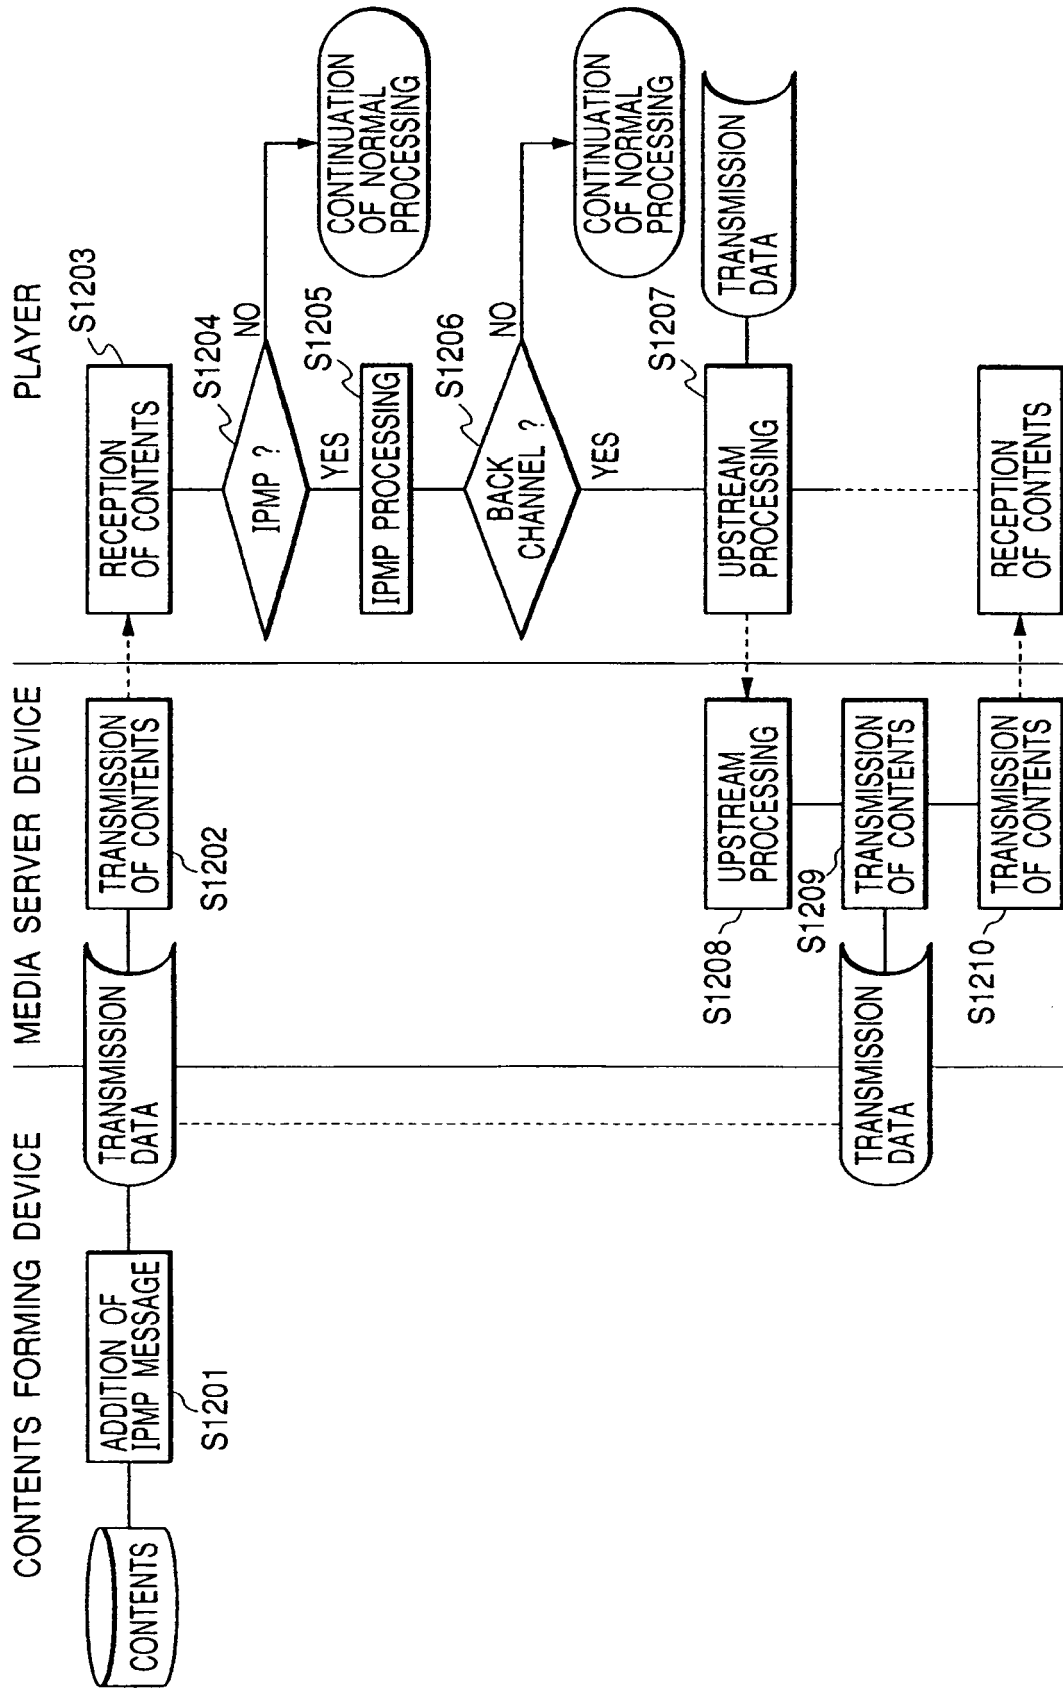 CONTENTS FORMING DEVICE
MEDIA SERVER DEVICE
PLAYER
CONTENTS
ADDITION OF
IPMP MESSAGE
S1201
TRANSMISSION
DATA
TRANSMISSION
OF CONTENTS
S1202
RECEPTION
OF CONTENTS
S1203
IPMP ?
S1204
NO
YES
CONTINUATION
OF NORMAL
PROCESSING
IPMP PROCESSING
S1205
BACK
CHANNEL ?
S1206
NO
YES
CONTINUATION
OF NORMAL
PROCESSING
UPSTREAM
PROCESSING
S1207
TRANSMISSION
DATA
UPSTREAM
PROCESSING
S1208
TRANSMISSION
DATA
TRANSMISSION
OF CONTENTS
S1209
TRANSMISSION
OF CONTENTS
S1210
RECEPTION
OF CONTENTS